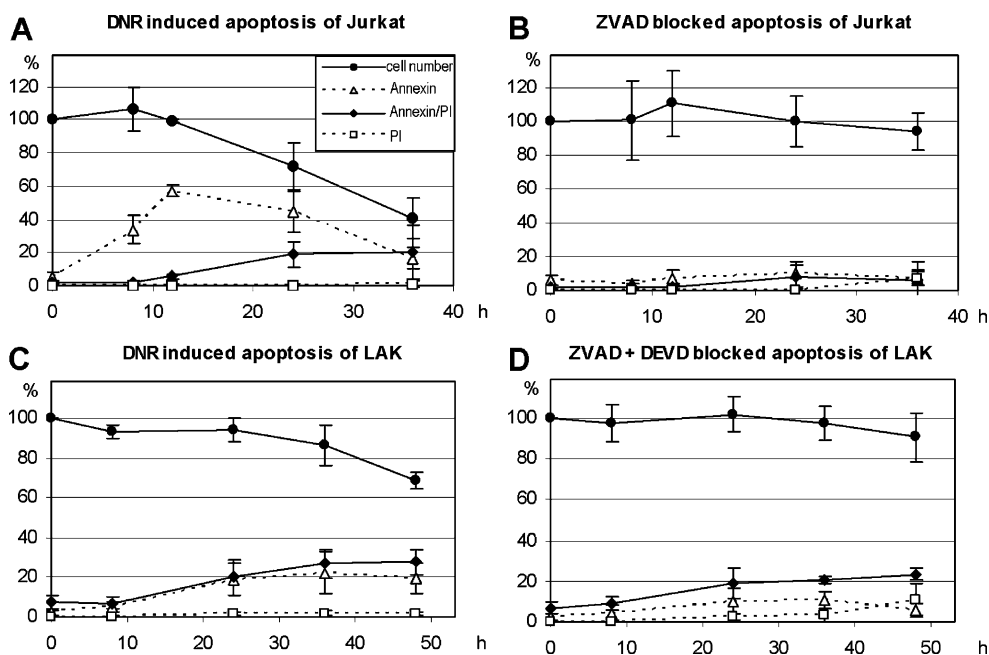 A
DNR induced apoptosis of Jurkat
%
120
100
80
60
40
20
0
0 10 20 30 40 h
cell number
Annexin
Annexin/PI
PI
B
ZVAD blocked apoptosis of Jurkat
%
120
100
80
60
40
20
0
0 10 20 30 40 h
C
DNR induced apoptosis of LAK
%
100
80
60
40
20
0
0 10 20 30 40 50 h
D
ZVAD + DEVD blocked apoptosis of LAK
%
100
80
60
40
20
0
0 10 20 30 40 50 h